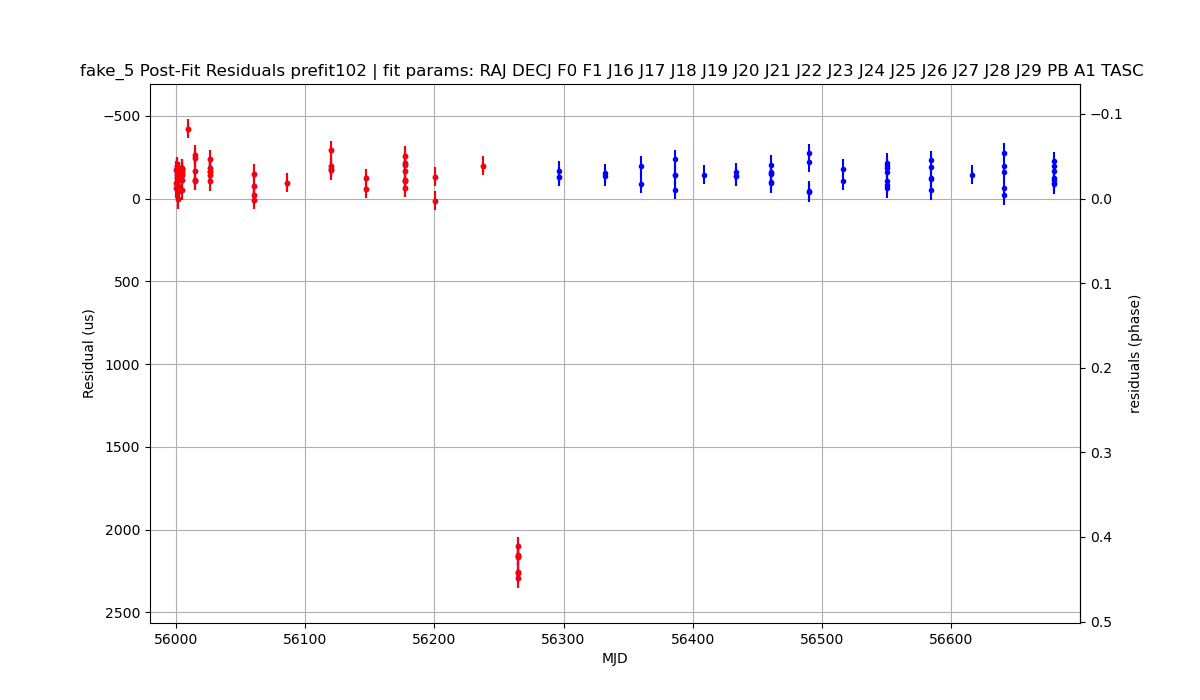 fake_5 Post-Fit Residuals prefit102 | fit params: RAJ DECJ F0 F1 J16 J17 J18 J19 J20 J21 J22 J23 J24 J25 J26 J27 J28 J29 PB A1 TASC
−500
0
500
1000
1500
2000
2500
Residual (us)
−0.1
0.0
0.1
0.2
0.3
0.4
0.5
residuals (phase)
56000 56100 56200 56300 56400 56500 56600
MJD